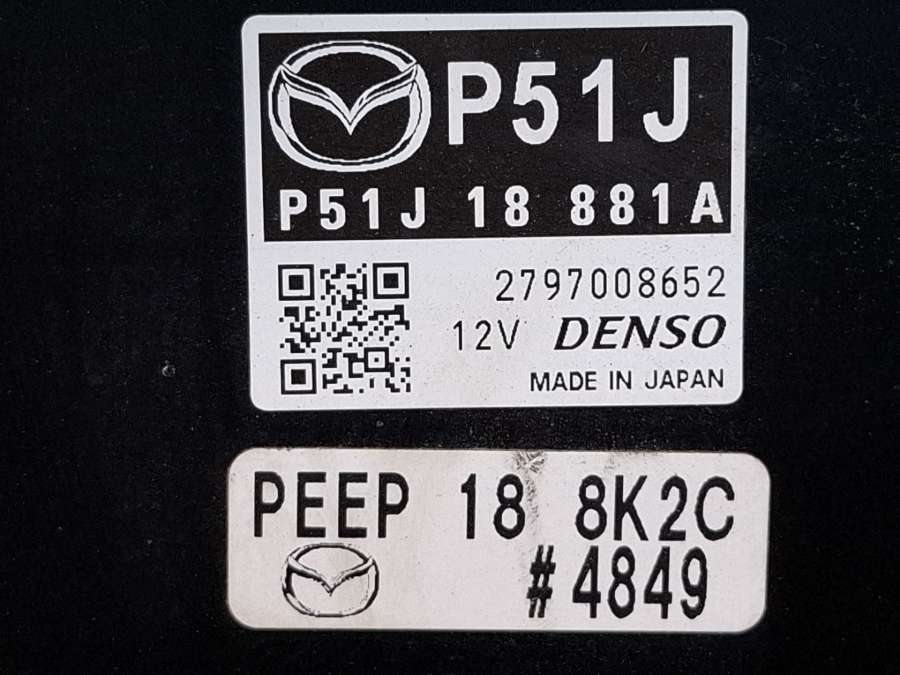 P51J
P51J 18 881A
2797008652
12V DENSO
MADE IN JAPAN
PEEP 18 8K2C
#4849